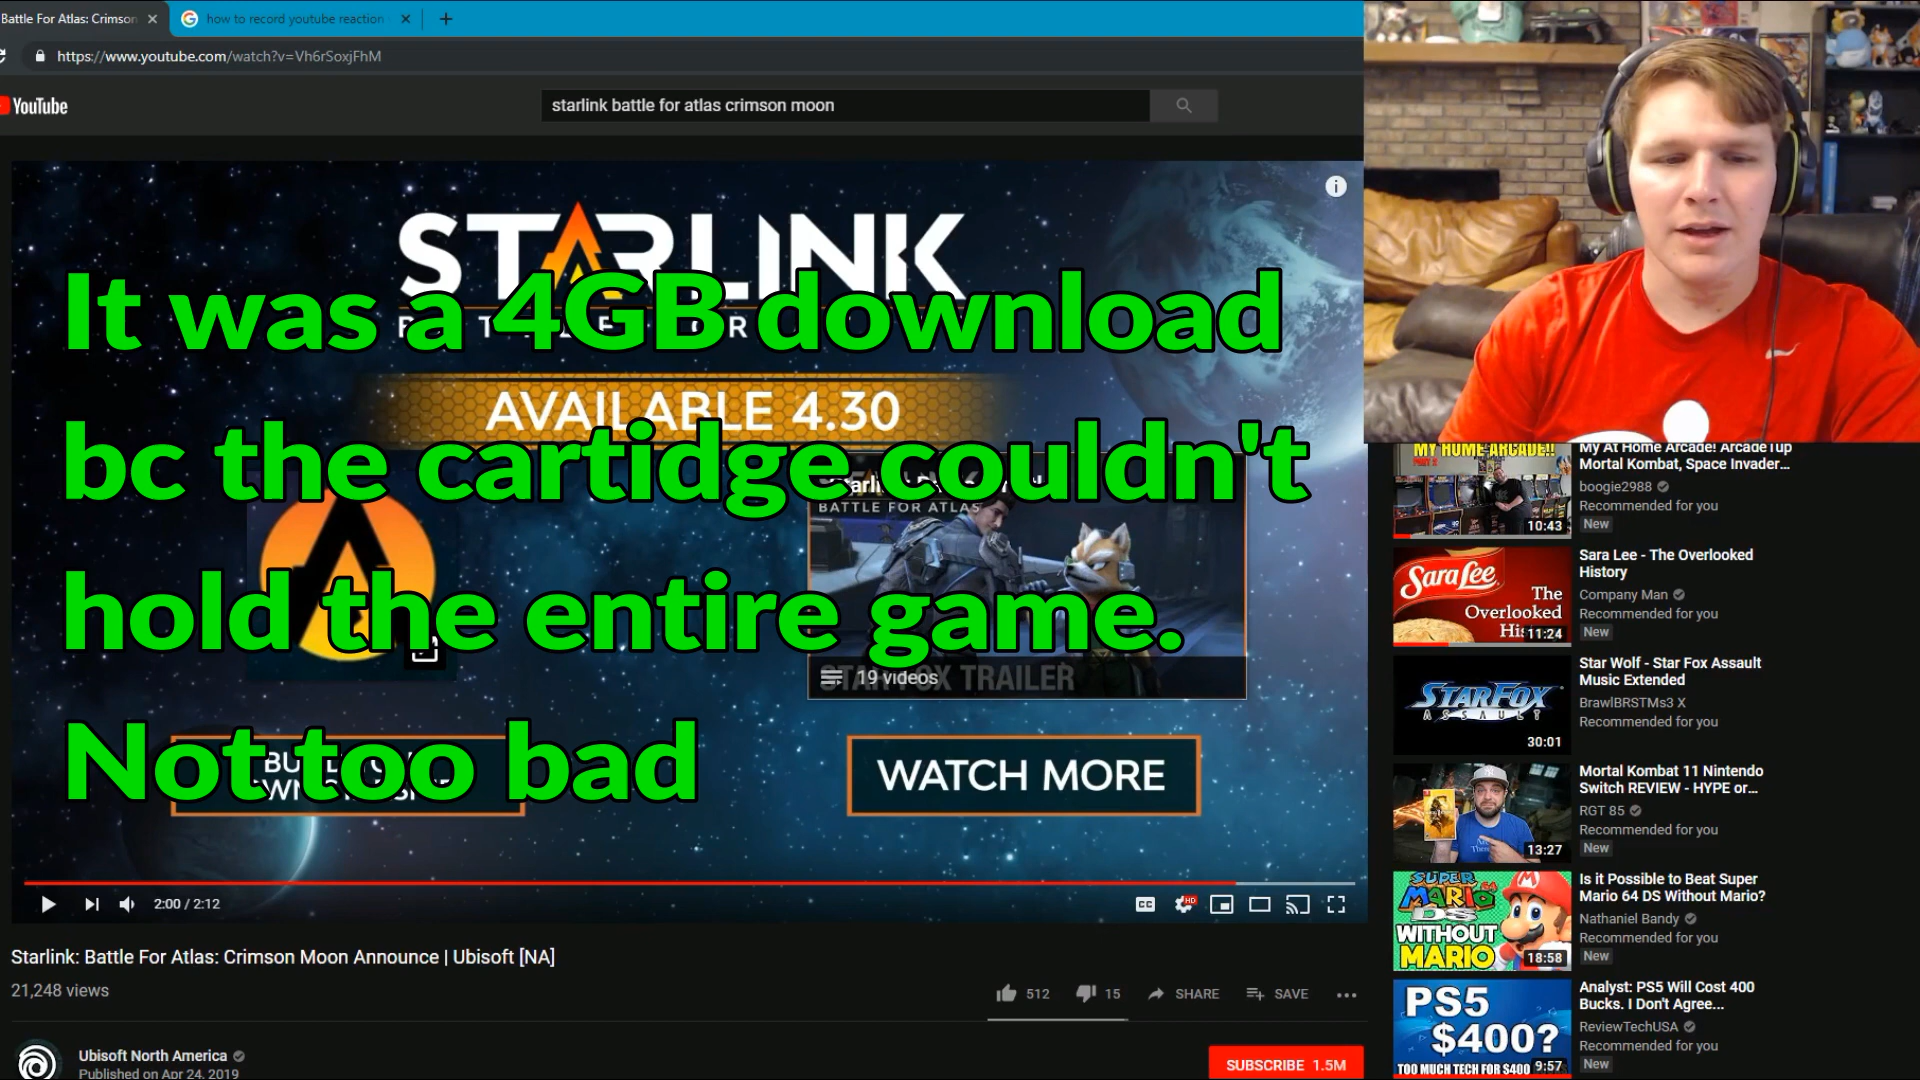 Battle For Atlas: Crimson
how to record youtube reaction
https://www.youtube.com/watch?v=Vh6rSoxjFhM
YouTube
starlink battle for atlas crimson moon
STARLINK
It was a 4GB download
AVAILABLE 4.30
bc the cartidge couldn't
BATTLE FOR ATLAS
hold the entire game.
19 videos
STARFOX TRAILER
Not too bad
WATCH MORE
2:00 / 2:12
CC
HD
Starlink: Battle For Atlas: Crimson Moon Announce | Ubisoft [NA]
21,248 views
512
15
SHARE
SAVE
Ubisoft North America
Published on Apr 24, 2019
SUBSCRIBE 1.5M
MY HOME ARCADE!!
PART 2
10:43
My At Home Arcade! Arcade1up
Mortal Kombat, Space Invader...
boogie2988
Recommended for you
New
Sara Lee
The
Overlooked
11:24
Sara Lee - The Overlooked
History
Company Man
Recommended for you
New
STARFOX
ASSAULT
30:01
Star Wolf - Star Fox Assault
Music Extended
BrawlBRSTMs3 X
Recommended for you
13:27
Mortal Kombat 11 Nintendo
Switch REVIEW - HYPE or...
RGT 85
Recommended for you
New
SUPER
MARIO 64
DS
WITHOUT
MARIO
18:58
Is it Possible to Beat Super
Mario 64 DS Without Mario?
Nathaniel Bandy
Recommended for you
New
PS5
$400?
TOO MUCH TECH FOR $400
9:57
Analyst: PS5 Will Cost 400
Bucks. I Don't Agree...
ReviewTechUSA
Recommended for you
New